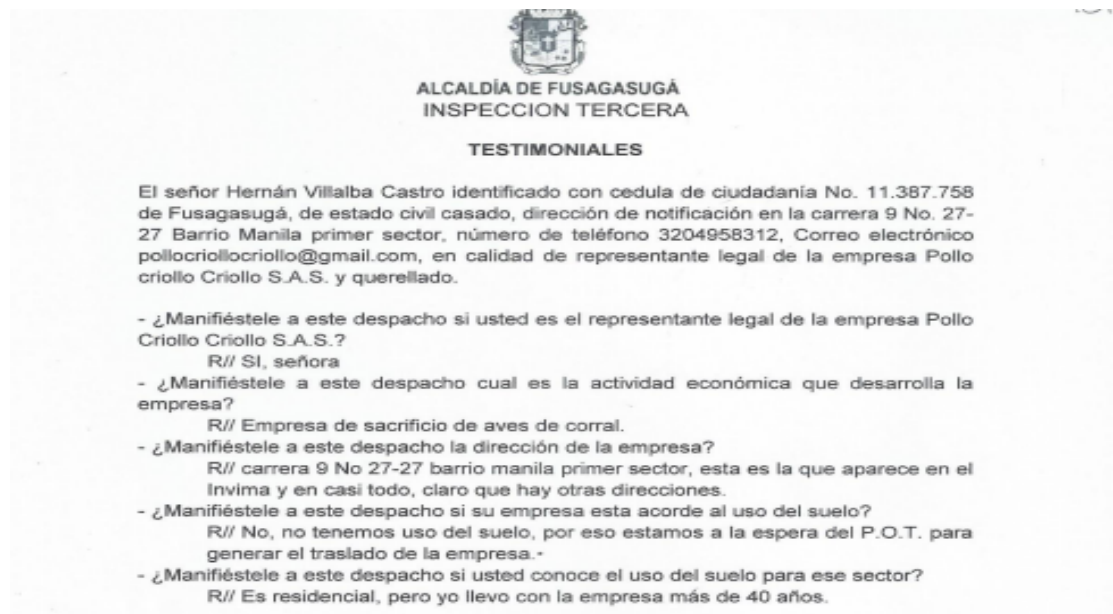 ALCALDÍA DE FUSAGASUGÁ
INSPECCION TERCERA
TESTIMONIALES
El señor Hernán Villalba Castro identificado con cedula de ciudadanía No. 11.387.758
de Fusagasugá, de estado civil casado, dirección de notificación en la carrera 9 No. 27-
27 Barrio Manila primer sector, número de teléfono 3204958312, Correo electrónico
pollocriollocriollo@gmail.com, en calidad de representante legal de la empresa Pollo
criollo Criollo S.A.S. y querellado.
- ¿Manifiéstele a este despacho si usted es el representante legal de la empresa Pollo
Criollo Criollo S.A.S.?
R// SI, señora
- ¿Manifiéstele a este despacho cual es la actividad económica que desarrolla la
empresa?
R// Empresa de sacrificio de aves de corral.
- ¿Manifiéstele a este despacho la dirección de la empresa?
R// carrera 9 No 27-27 barrio manila primer sector, esta es la que aparece en el
Invima y en casi todo, claro que hay otras direcciones.
- ¿Manifiéstele a este despacho si su empresa esta acorde al uso del suelo?
R// No, no tenemos uso del suelo, por eso estamos a la espera del P.O.T. para
generar el traslado de la empresa.-
- ¿Manifiéstele a este despacho si usted conoce el uso del suelo para ese sector?
R// Es residencial, pero yo llevo con la empresa más de 40 años.